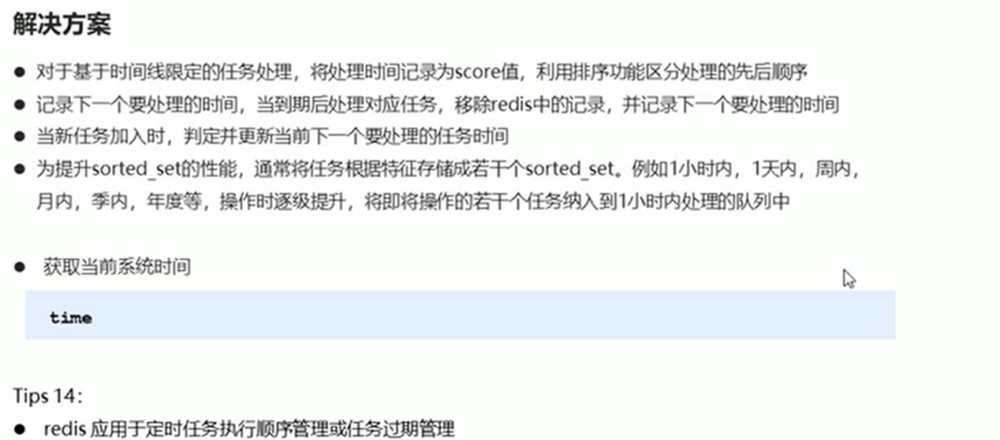 解决方案
● 对于基于时间线限定的任务处理，将处理时间记录为score值，利用排序功能区分处理的先后顺序
● 记录下一个要处理的时间，当到期后处理对应任务，移除redis中的记录，并记录下一个要处理的时间
● 当新任务加入时，判定并更新当前下一个要处理的任务时间
● 为提升sorted_set的性能，通常将任务根据特征存储成若干个sorted_set。例如1小时内，1天内，周内，
月内，季内，年度等，操作时逐级提升，将即将操作的若干个任务纳入到1小时内处理的队列中
● 获取当前系统时间
time
Tips 14：
● redis 应用于定时任务执行顺序管理或任务过期管理